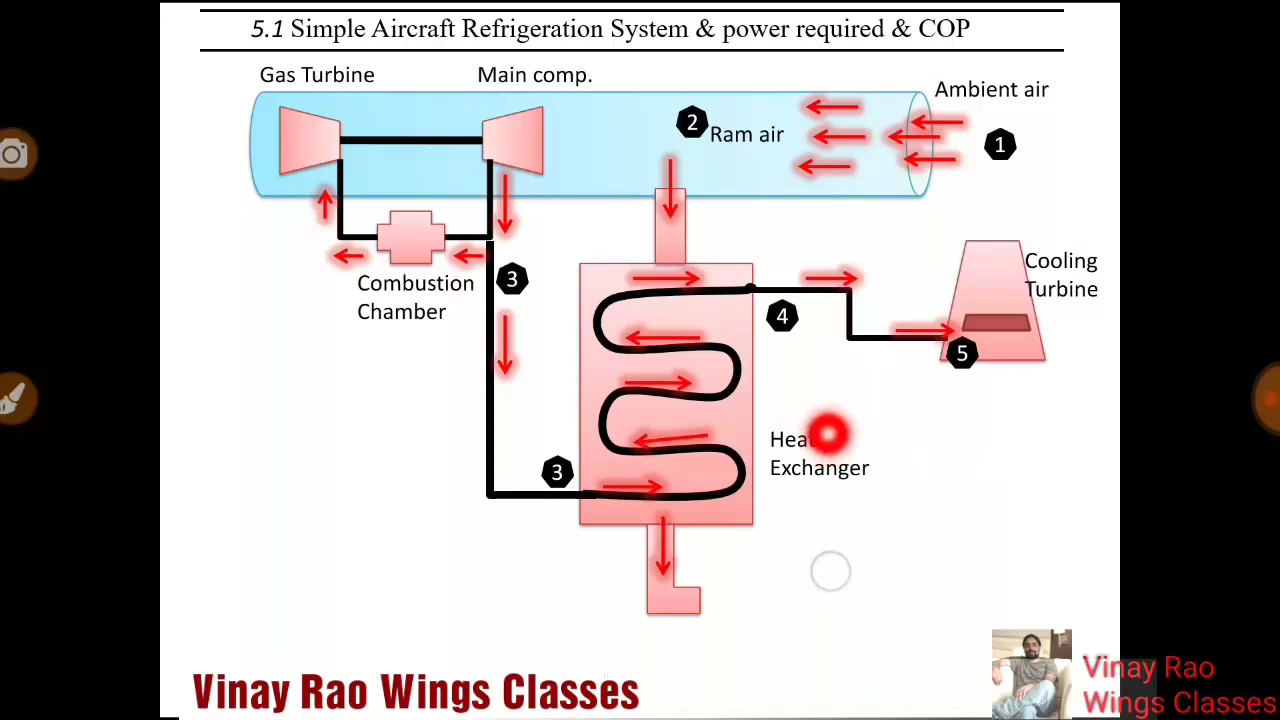 5.1 Simple Aircraft Refrigeration System & power required & COP
Gas Turbine
Main comp.
Ambient air
2
Ram air
1
Cooling
Turbine
Combustion
Chamber
3
4
5
3
Heat
Exchanger
Vinay Rao Wings Classes
Vinay Rao
Wings Classes